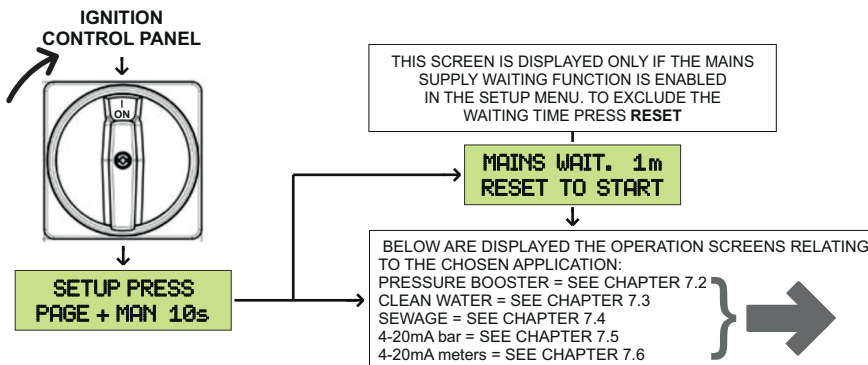 IGNITION
CONTROL PANEL
I
ON
SETUP PRESS
PAGE + MAN 10s
THIS SCREEN IS DISPLAYED ONLY IF THE MAINS
SUPPLY WAITING FUNCTION IS ENABLED
IN THE SETUP MENU. TO EXCLUDE THE
WAITING TIME PRESS RESET
MAINS WAIT. 1m
RESET TO START
BELOW ARE DISPLAYED THE OPERATION SCREENS RELATING
TO THE CHOSEN APPLICATION:
PRESSURE BOOSTER = SEE CHAPTER 7.2
CLEAN WATER = SEE CHAPTER 7.3
SEWAGE = SEE CHAPTER 7.4
4-20mA bar = SEE CHAPTER 7.5
4-20mA meters = SEE CHAPTER 7.6